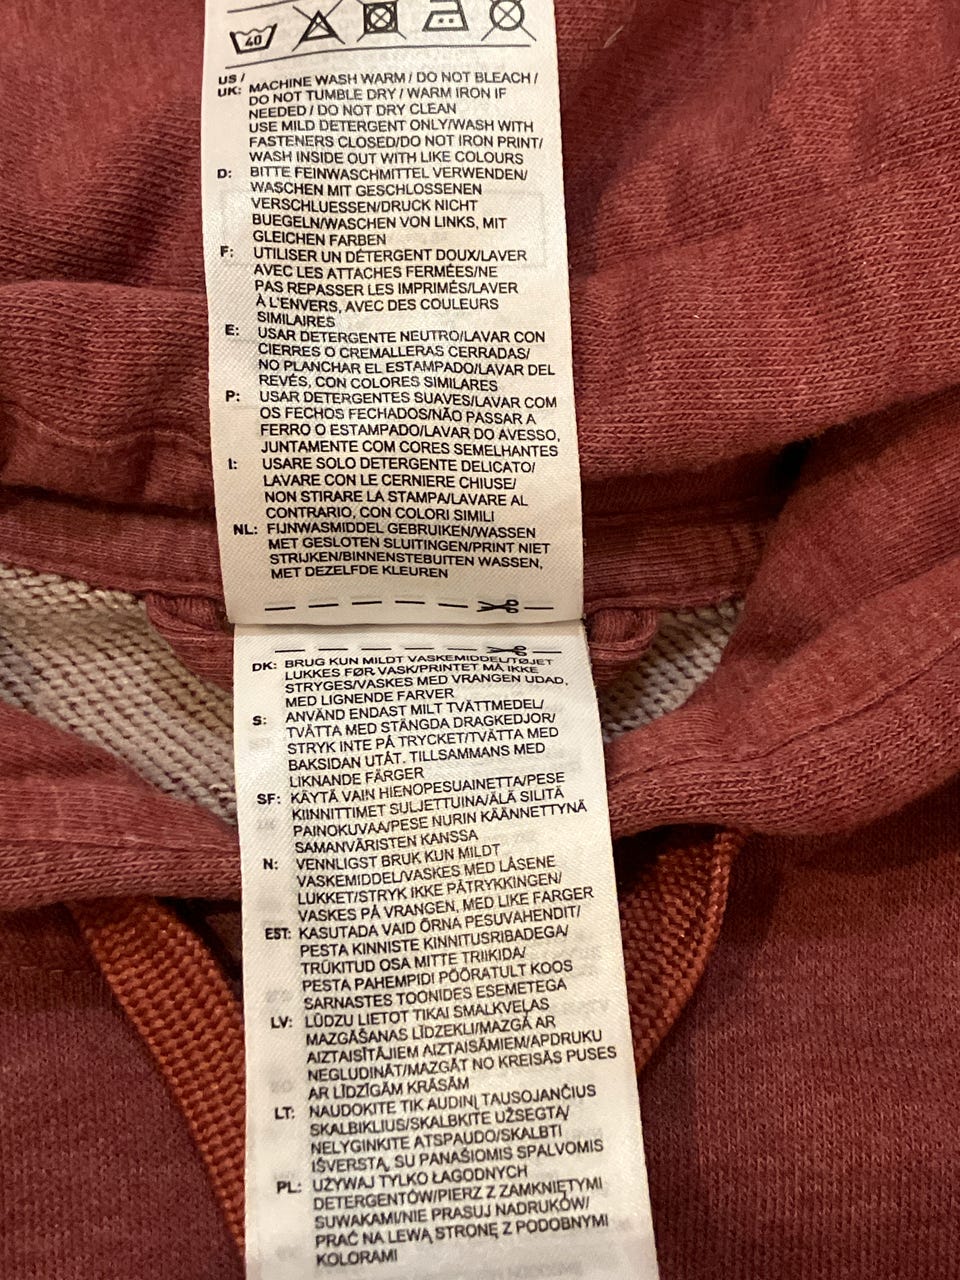 40
US /
UK: MACHINE WASH WARM / DO NOT BLEACH /
DO NOT TUMBLE DRY / WARM IRON IF
NEEDED / DO NOT DRY CLEAN
USE MILD DETERGENT ONLY/WASH WITH
FASTENERS CLOSED/DO NOT IRON PRINT/
WASH INSIDE OUT WITH LIKE COLOURS
D: BITTE FEINWASCHMITTEL VERWENDEN/
WASCHEN MIT GESCHLOSSENEN
VERSCHLUESSEN/DRUCK NICHT
BUEGELN/WASCHEN VON LINKS, MIT
GLEICHEN FARBEN
F: UTILISER UN DÉTERGENT DOUX/LAVER
AVEC LES ATTACHES FERMÉES/NE
PAS REPASSER LES IMPRIMÉS/LAVER
À L'ENVERS, AVEC DES COULEURS
SIMILAIRES
E: USAR DETERGENTE NEUTRO/LAVAR CON
CIERRES O CREMALLERAS CERRADAS/
NO PLANCHAR EL ESTAMPADO/LAVAR DEL
REVÉS, CON COLORES SIMILARES
P: USAR DETERGENTES SUAVES/LAVAR COM
OS FECHOS FECHADOS/NÃO PASSAR A
FERRO O ESTAMPADO/LAVAR DO AVESSO,
JUNTAMENTE COM CORES SEMELHANTES
I: USARE SOLO DETERGENTE DELICATO/
LAVARE CON LE CERNIERE CHIUSE/
NON STIRARE LA STAMPA/LAVARE AL
CONTRARIO, CON COLORI SIMILI
NL: FIJNWASMIDDEL GEBRUIKEN/WASSEN
MET GESLOTEN SLUITINGEN/PRINT NIET
STRIJKEN/BINNENSTEBUITEN WASSEN,
MET DEZELFDE KLEUREN
DK: BRUG KUN MILDT VASKEMIDDEL/TØJET
LUKKES FØR VASK/PRINTET MÅ IKKE
STRYGES/VASKES MED VRANGEN UDAD,
MED LIGNENDE FARVER
S: ANVÄND ENDAST MILT TVÄTTMEDEL/
TVÄTTA MED STÄNGDA DRAGKEDJOR/
STRYK INTE PÅ TRYCKET/TVÄTTA MED
BAKSIDAN UTÅT. TILLSAMMANS MED
LIKNANDE FÄRGER
SF: KÄYTÄ VAIN HIENOPESUAINETTA/PESE
KIINNITTIMET SULJETTUINA/ÄLÄ SILITÄ
PAINOKUVAA/PESE NURIN KÄÄNNETTYNÄ
SAMANVÄRISTEN KANSSA
N: VENNLIGST BRUK KUN MILDT
VASKEMIDDEL/VASKES MED LÅSENE
LUKKET/STRYK IKKE PÅTRYKKINGEN/
VASKES PÅ VRANGEN, MED LIKE FARGER
EST: KASUTADA VAID ÕRNA PESUVAHENDIT/
PESTA KINNISTE KINNITUSRIBADEGA/
TRÜKITUD OSA MITTE TRIIKIDA/
PESTA PAHEMPIDI PÖÖRATULT KOOS
SARNASTES TOONIDES ESEMETEGA
LV: LŪDZU LIETOT TIKAI SMALKVEĻAS
MAZGĀŠANAS LĪDZEKLI/MAZGĀ AR
AIZTAISĪTĀJIEM AIZTAISĀMIEM/APDRUKU
NEGLUDINĀT/MAZGĀT NO KREISĀS PUSES
AR LĪDZĪGĀM KRĀSĀM
LT: NAUDOKITE TIK AUDINĮ TAUSOJANČIUS
SKALBIKLIUS/SKALBKITE UŽSEGTĄ/
NELYGINKITE ATSPAUDO/SKALBTI
IŠVERSTĄ, SU PANAŠIOMIS SPALVOMIS
PL: UŻYWAJ TYLKO ŁAGODNYCH
DETERGENTÓW/PIERZ Z ZAMKNIĘTYMI
SUWAKAMI/NIE PRASUJ NADRUKÓW/
PRAĆ NA LEWĄ STRONĘ Z PODOBNYMI
KOLORAMI